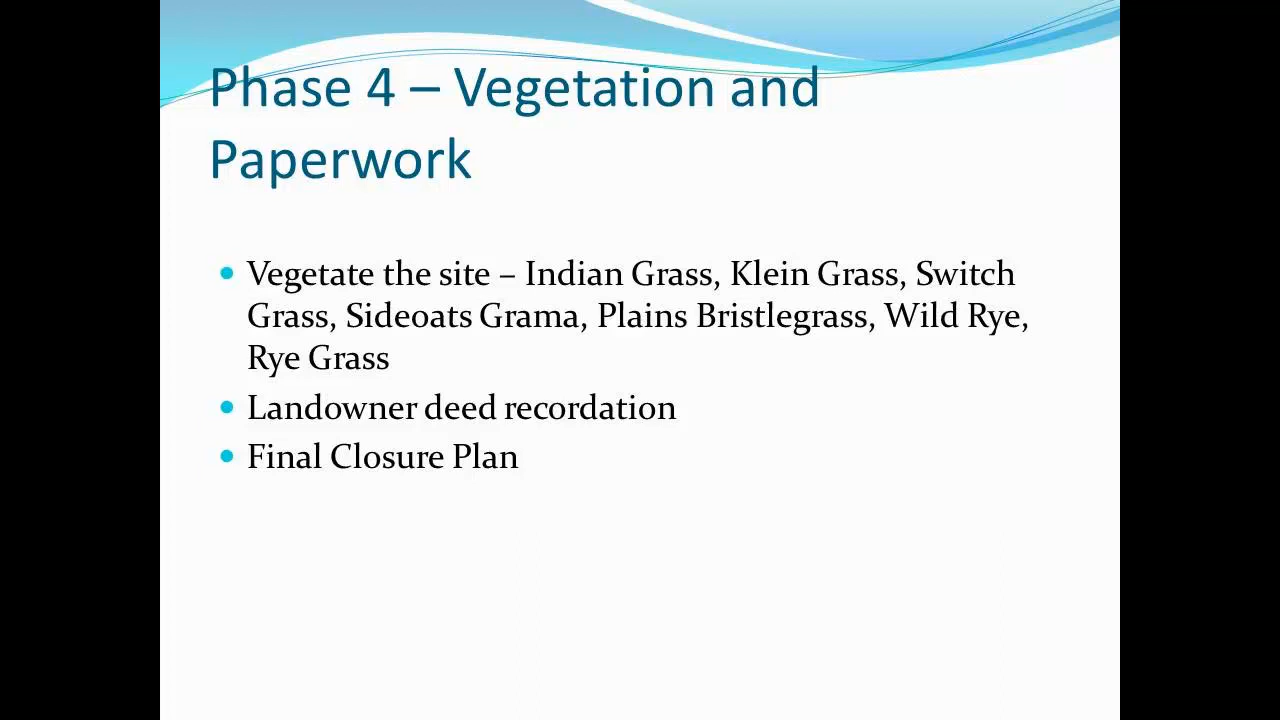 Phase 4 – Vegetation and
Paperwork
• Vegetate the site – Indian Grass, Klein Grass, Switch
Grass, Sideoats Grama, Plains Bristlegrass, Wild Rye,
Rye Grass
• Landowner deed recordation
• Final Closure Plan